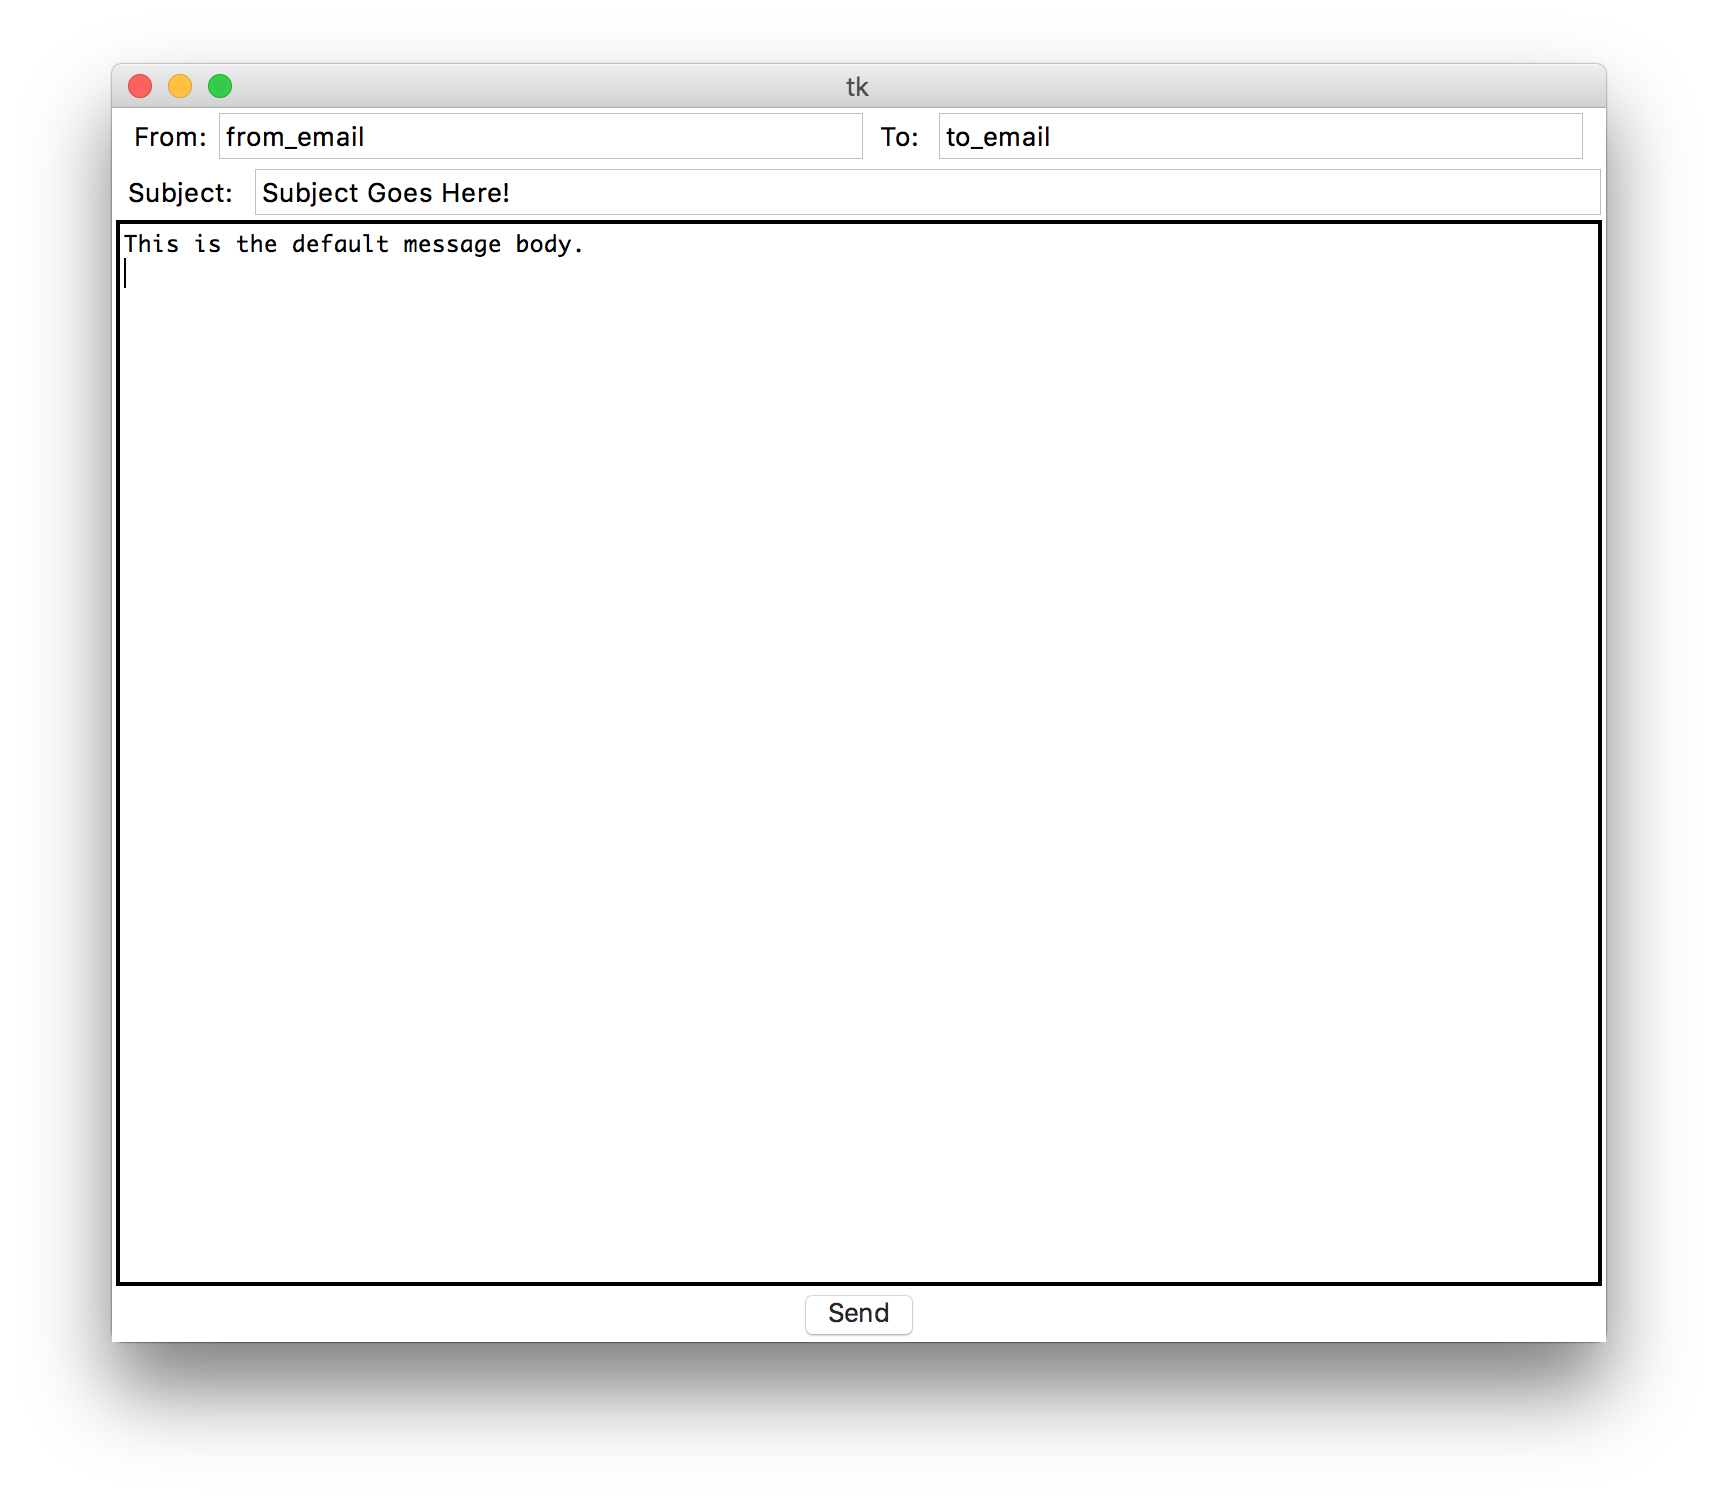 tk
From: from_email To: to_email
Subject: Subject Goes Here!
This is the default message body.
Send